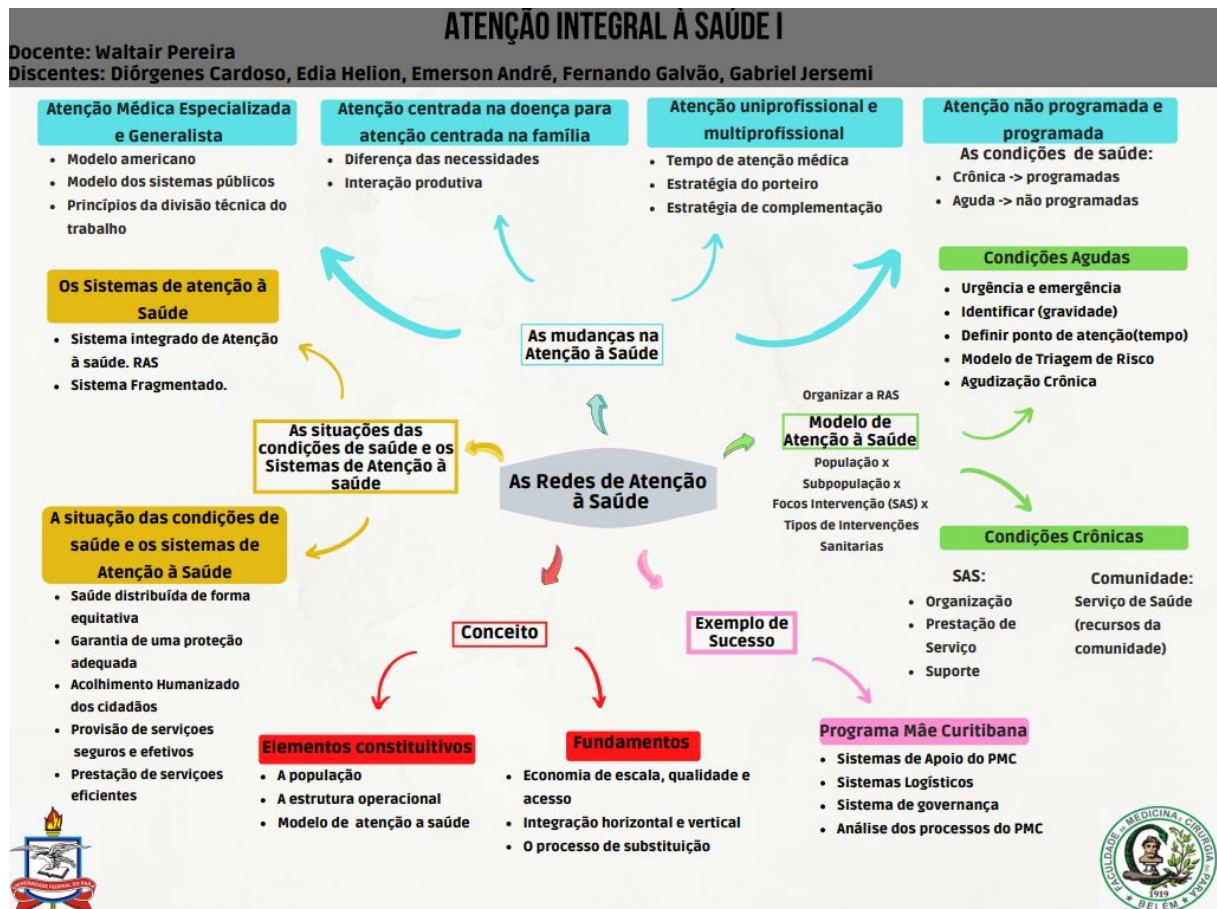 ATENÇÃO INTEGRAL À SAÚDE I
Docente: Waltair Pereira
Discentes: Diórgenes Cardoso, Edia Helion, Emerson André, Fernando Galvão, Gabriel Jersemi
Atenção Médica Especializada
e Generalista
• Modelo americano
• Modelo dos sistemas públicos
• Princípios da divisão técnica do
trabalho
Atenção centrada na doença para
atenção centrada na família
• Diferença das necessidades
• Interação produtiva
Atenção uniprofissional e
multiprofissional
• Tempo de atenção médica
• Estratégia do porteiro
• Estratégia de complementação
Atenção não programada e
programada
As condições de saúde:
• Crônica -> programadas
• Aguda -> não programadas
Os Sistemas de atenção à
Saúde
• Sistema integrado de Atenção
à saúde. RAS
• Sistema Fragmentado.
As mudanças na
Atenção à Saúde
Condições Agudas
• Urgência e emergência
• Identificar (gravidade)
• Definir ponto de atenção(tempo)
• Modelo de Triagem de Risco
• Agudização Crônica
As situações das
condições de saúde e os
Sistemas de Atenção à
saúde
As Redes de Atenção
à Saúde
Organizar a RAS
Modelo de
Atenção à Saúde
População x
Subpopulação x
Focos Intervenção (SAS) x
Tipos de Intervenções
Sanitarias
A situação das condições de
saúde e os sistemas de
Atenção à Saúde
• Saúde distribuída de forma
equitativa
• Garantia de uma proteção
adequada
• Acolhimento Humanizado
dos cidadãos
• Provisão de serviçoes
seguros e efetivos
• Prestação de serviçoes
eficientes
Condições Crônicas
SAS:
• Organização
• Prestação de
Serviço
• Suporte
Comunidade:
Serviço de Saúde
(recursos da
comunidade)
Conceito
Exemplo de
Sucesso
Elementos constituitivos
• A população
• A estrutura operacional
• Modelo de atenção a saúde
Fundamentos
• Economia de escala, qualidade e
acesso
• Integração horizontal e vertical
• O processo de substituição
Programa Mâe Curitibana
• Sistemas de Apoio do PMC
• Sistemas Logísticos
• Sistema de governança
• Análise dos processos do PMC
UNIVERSIDADE FEDERAL DO PARÁ
FACULDADE DE MEDICINA E CIRURGIA DO PARÁ
1919
BELÉM